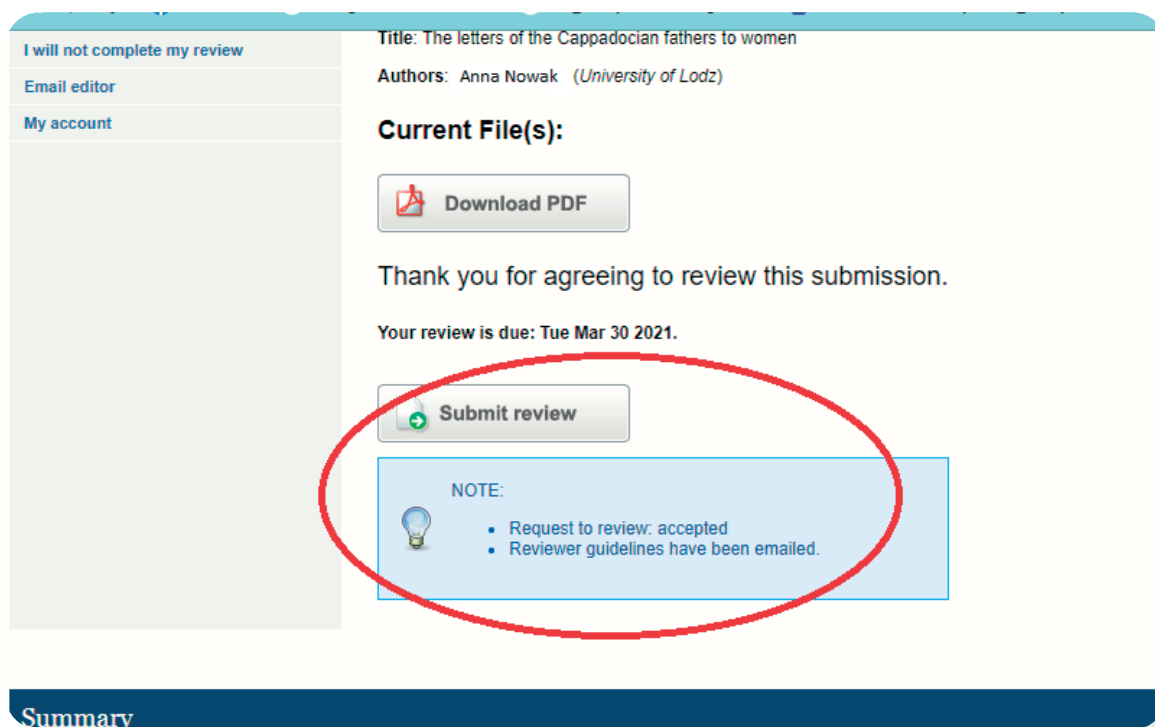 I will not complete my review
Email editor
My account
Title: The letters of the Cappadocian fathers to women
Authors: Anna Nowak (University of Lodz)
Current File(s):
Download PDF
Thank you for agreeing to review this submission.
Your review is due: Tue Mar 30 2021.
Submit review
NOTE:
• Request to review: accepted
• Reviewer guidelines have been emailed.
Summary